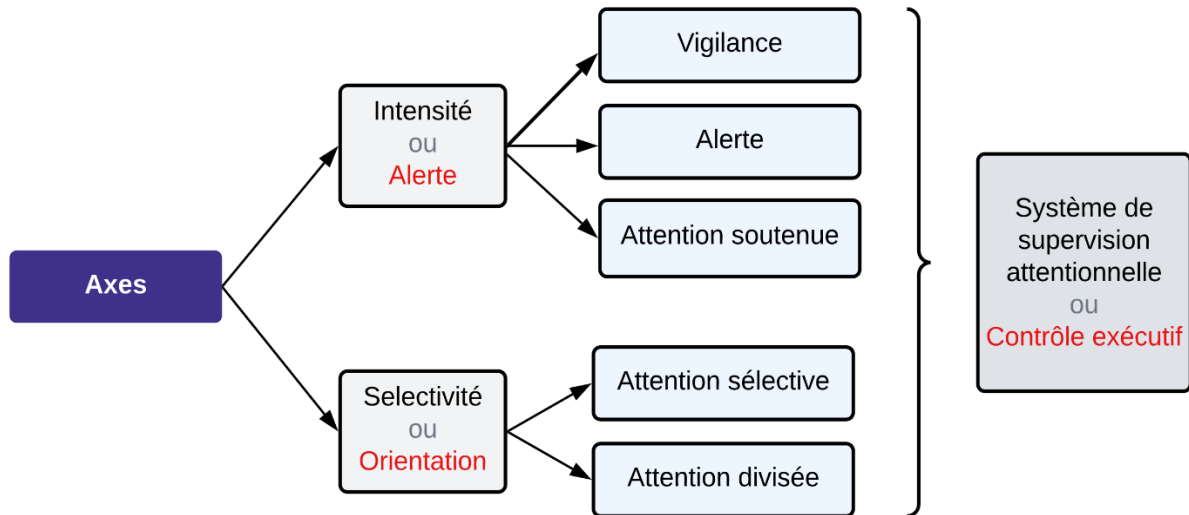 Axes
Intensité
ou
Alerte
Selectivité
ou
Orientation
Vigilance
Alerte
Attention soutenue
Attention sélective
Attention divisée
Système de
supervision
attentionnelle
ou
Contrôle exécutif